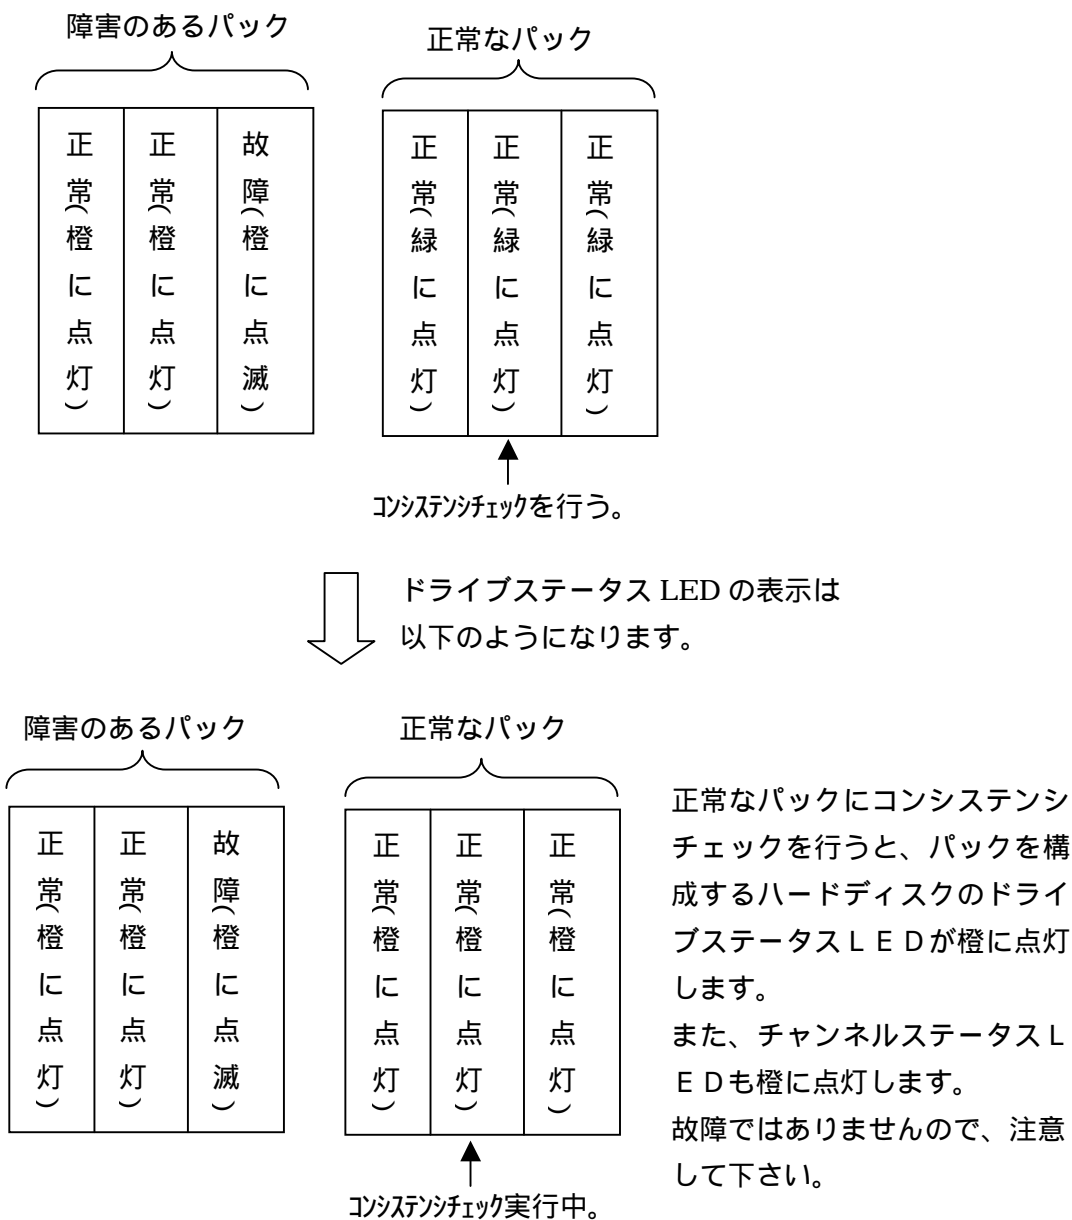 障害のあるパック
正常なパック
正常(橙に点灯)
正常(橙に点灯)
故障(橙に点滅)
正常(緑に点灯)
正常(緑に点灯)
正常(緑に点灯)
ｺﾝｼｽﾃﾝｼﾁｪｯｸを行う。
ドライブステータス LED の表示は
以下のようになります。
障害のあるパック
正常なパック
正常(橙に点灯)
正常(橙に点灯)
故障(橙に点滅)
正常(橙に点灯)
正常(橙に点灯)
正常(橙に点灯)
ｺﾝｼｽﾃﾝｼﾁｪｯｸ実行中。
正常なパックにコンシステンシ
チェックを行うと、パックを構
成するハードディスクのドライ
ブステータスＬＥＤが橙に点灯
します。
また、チャンネルステータスＬ
ＥＤも橙に点灯します。
故障ではありませんので、注意
して下さい。